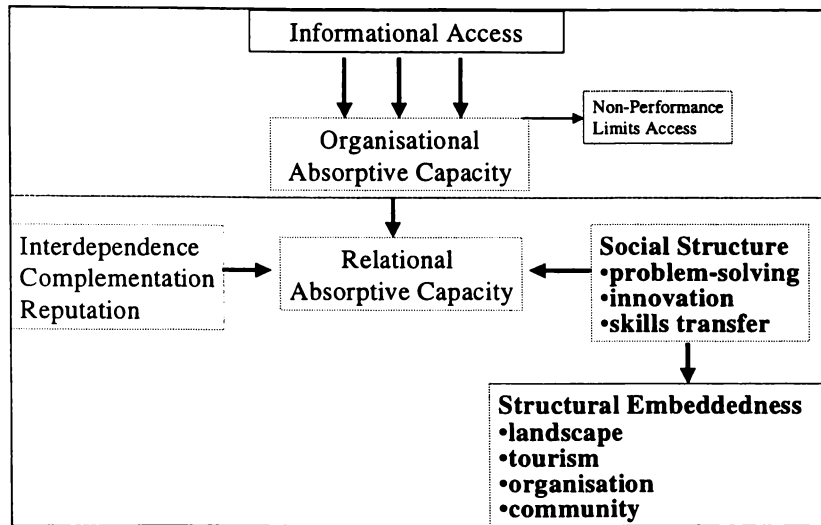 Informational Access
Non-Performance
Limits Access
Organisational
Absorptive Capacity
Interdependence
Complementation
Reputation
Relational
Absorptive Capacity
Social Structure
•problem-solving
•innovation
•skills transfer
Structural Embeddedness
•landscape
•tourism
•organisation
•community